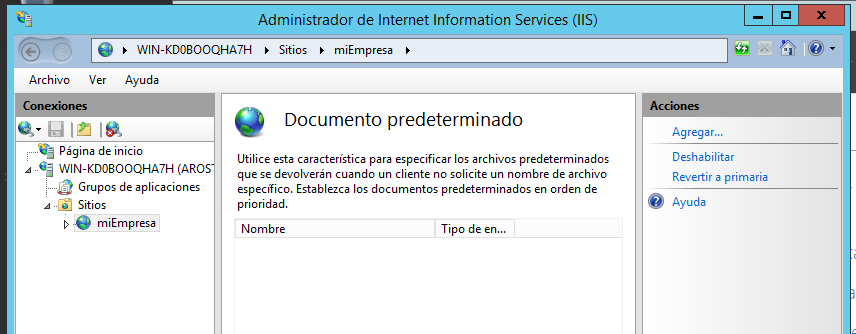 Administrador de Internet Information Services (IIS)
WIN-KD0BOOQHA7H Sitios miEmpresa
Archivo Ver Ayuda
Conexiones
Página de inicio
WIN-KD0BOOQHA7H (AROST
Grupos de aplicaciones
Sitios
miEmpresa
Documento predeterminado
Utilice esta característica para especificar los archivos predeterminados
que se devolverán cuando un cliente no solicite un nombre de archivo
específico. Establezca los documentos predeterminados en orden de
prioridad.
Nombre Tipo de en...
Acciones
Agregar...
Deshabilitar
Revertir a primaria
Ayuda